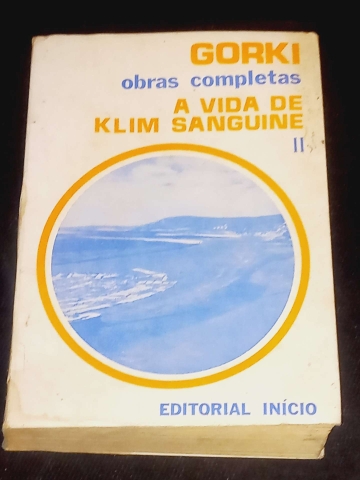 GORKI
obras completas
A VIDA DE
KLIM SANGUINE
II
EDITORIAL INÍCIO